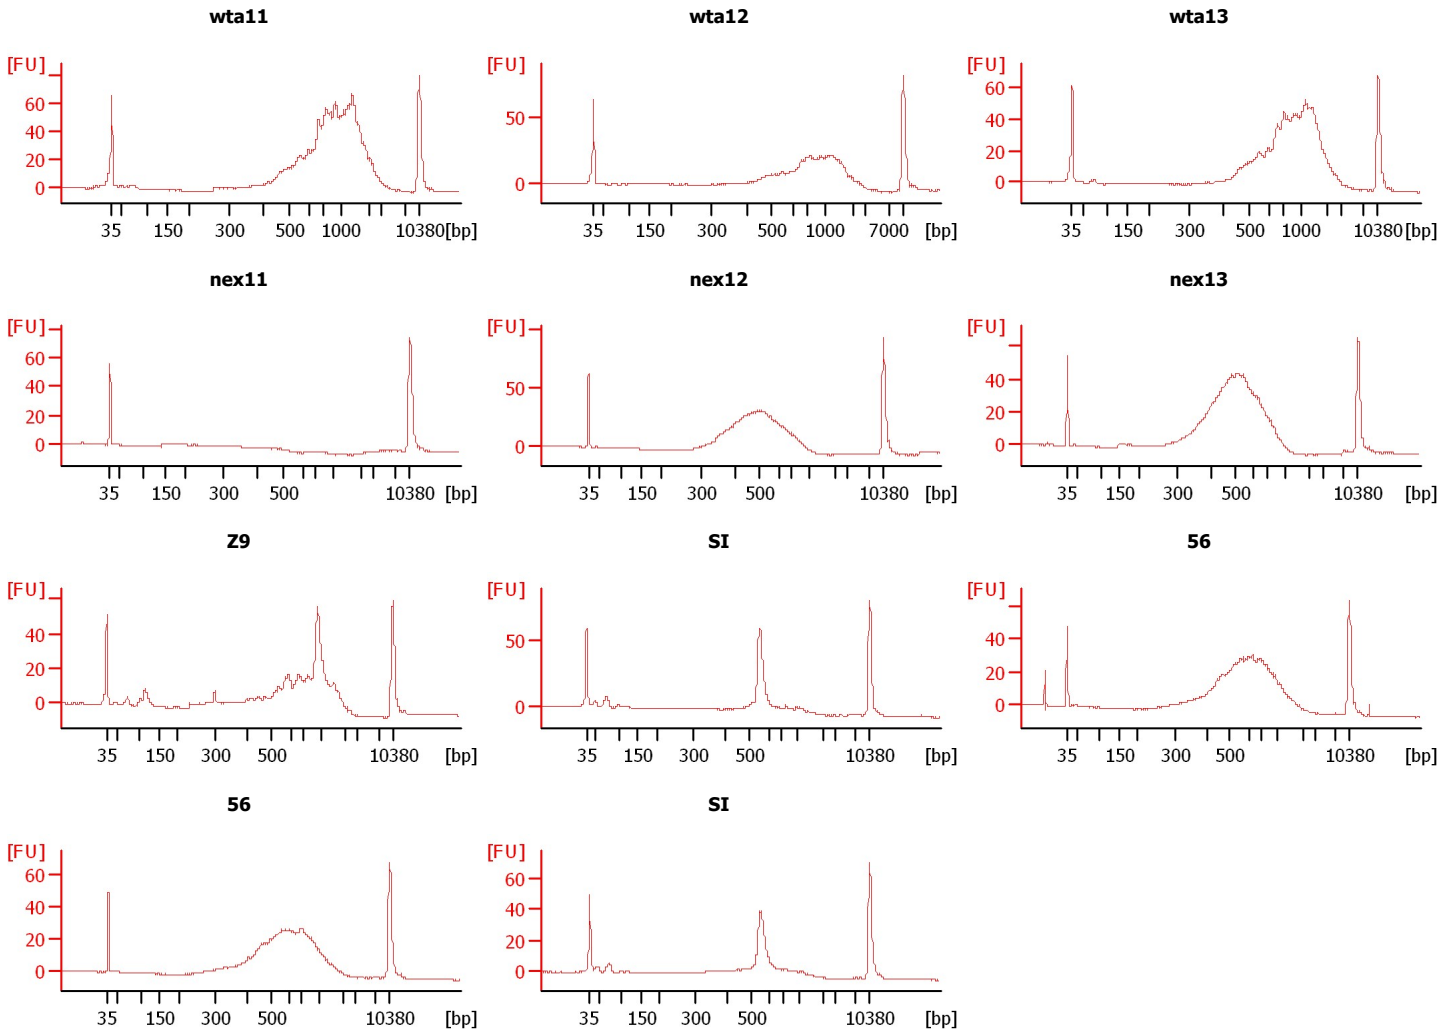 wta11 wta12 wta13
[FU] [FU] [FU]
60 40 20 0
50 0
60 40 20 0
35 150 300 500 1000 10380 [bp]
35 150 300 500 1000 7000 [bp]
35 150 300 500 1000 10380 [bp]
nex11 nex12 nex13
[FU] [FU] [FU]
60 40 20 0
50 0
40 20 0
35 150 300 500 10380 [bp]
35 150 300 500 10380 [bp]
35 150 300 500 10380 [bp]
Z9 SI 56
[FU] [FU] [FU]
40 20 0
50 0
40 20 0
35 150 300 500 10380 [bp]
35 150 300 500 10380 [bp]
35 150 300 500 10380 [bp]
56 SI
[FU] [FU]
60 40 20 0
60 40 20 0
35 150 300 500 10380 [bp]
35 150 300 500 10380 [bp]